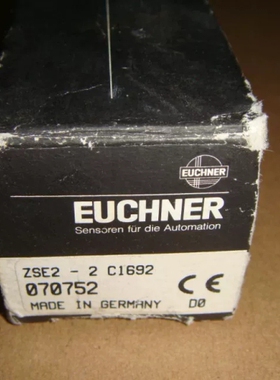 EUCHNER
EUCHNER
Sensoren für die Automation
ZSE2 - 2 C1692
070752
CE
MADE IN GERMANY D0